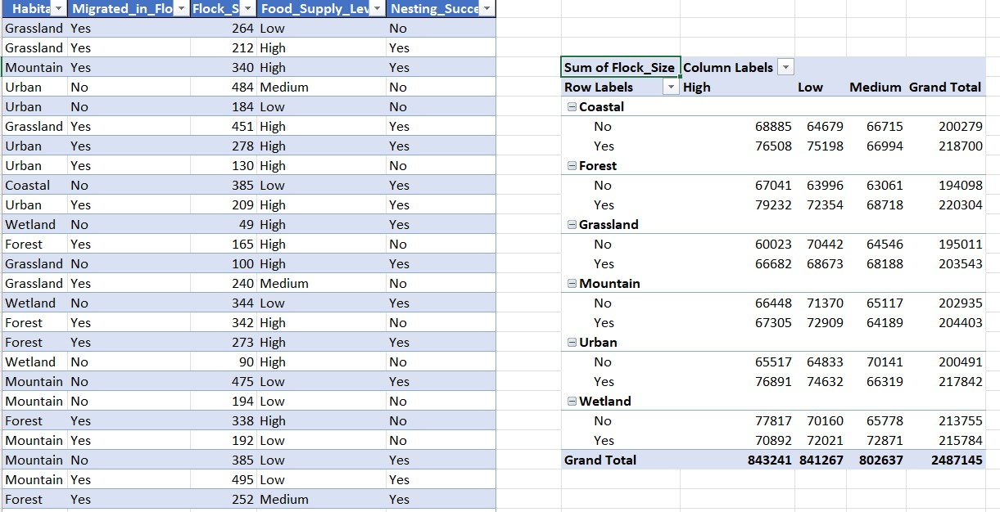 Habita Migrated_in_Flo Flock_S Food_Supply_Lev Nesting_Succe
Grassland Yes 264 Low No
Grassland Yes 212 High Yes
Mountain Yes 340 High Yes
Urban No 484 Medium No
Urban No 184 Low No
Grassland Yes 451 High Yes
Urban Yes 278 High Yes
Urban Yes 130 High No
Coastal No 385 Low Yes
Urban Yes 209 High Yes
Wetland No 49 High Yes
Forest Yes 165 High No
Grassland No 100 High Yes
Grassland Yes 240 Medium No
Wetland No 344 Low Yes
Forest Yes 342 High No
Forest Yes 273 High Yes
Wetland No 90 High No
Mountain No 475 Low Yes
Mountain No 194 Low No
Forest Yes 338 High No
Mountain Yes 192 Low No
Mountain No 385 Low Yes
Mountain Yes 495 Low Yes
Forest Yes 252 Medium Yes
Sum of Flock_Size Column Labels
Row Labels High Low Medium Grand Total
Coastal
No 68885 64679 66715 200279
Yes 76508 75198 66994 218700
Forest
No 67041 63996 63061 194098
Yes 79232 72354 68718 220304
Grassland
No 60023 70442 64546 195011
Yes 66682 68673 68188 203543
Mountain
No 66448 71370 65117 202935
Yes 67305 72909 64189 204403
Urban
No 65517 64833 70141 200491
Yes 76891 74632 66319 217842
Wetland
No 77817 70160 65778 213755
Yes 70892 72021 72871 215784
Grand Total 843241 841267 802637 2487145